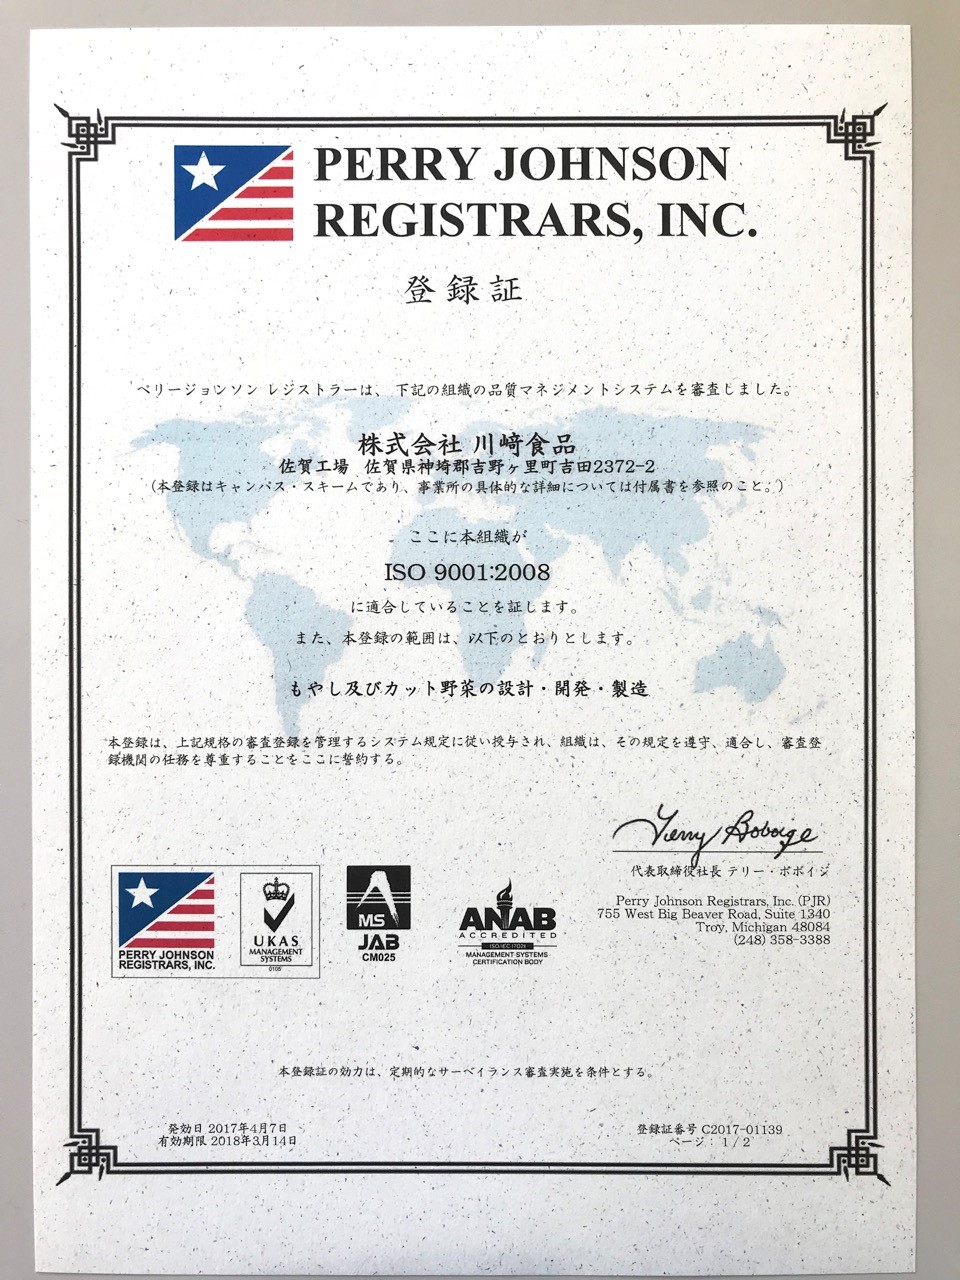 PERRY JOHNSON
REGISTRARS, INC.
登録証
ペリージョンソン レジストラーは、 下記の組織の品質マネジメントシステムを審査しました。
株式会社 川﨑食品
佐賀工場 佐賀県神埼郡吉野ヶ里町吉田2372-2
(本登録はキャンパス・スキームであり、事業所の具体的な詳細については付属書を参照のこと。)
ここに本組織が
ISO 9001:2008
に適合していることを証します。
また、本登録の範囲は、以下のとおりとします。
もやし及びカット野菜の設計・開発・製造
本登録は、上記規格の審査登録を管理するシステム規定に従い授与され、組織は、その規定を遵守、適合し、審査登
録機関の任務を尊重することをここに誓約する。
Terry Boboige
代表取締役社長 テリー・ボボイジ
Perry Johnson Registrars, Inc. (PJR)
755 West Big Beaver Road, Suite 1340
Troy, Michigan 48084
(248) 358-3388
PERRY JOHNSON
REGISTRARS, INC.
UKAS
MANAGEMENT
SYSTEMS
0105
MS
JAB
CM025
ANAB
ACCREDITED
ISO/IEC 17021
MANAGEMENT SYSTEMS
CERTIFICATION BODY
本登録証の効力は、定期的なサーベイランス審査実施を条件とする。
発効日 2017年4月7日
有効期限 2018年3月14日
登録証番号 C2017-01139
ページ: 1 / 2